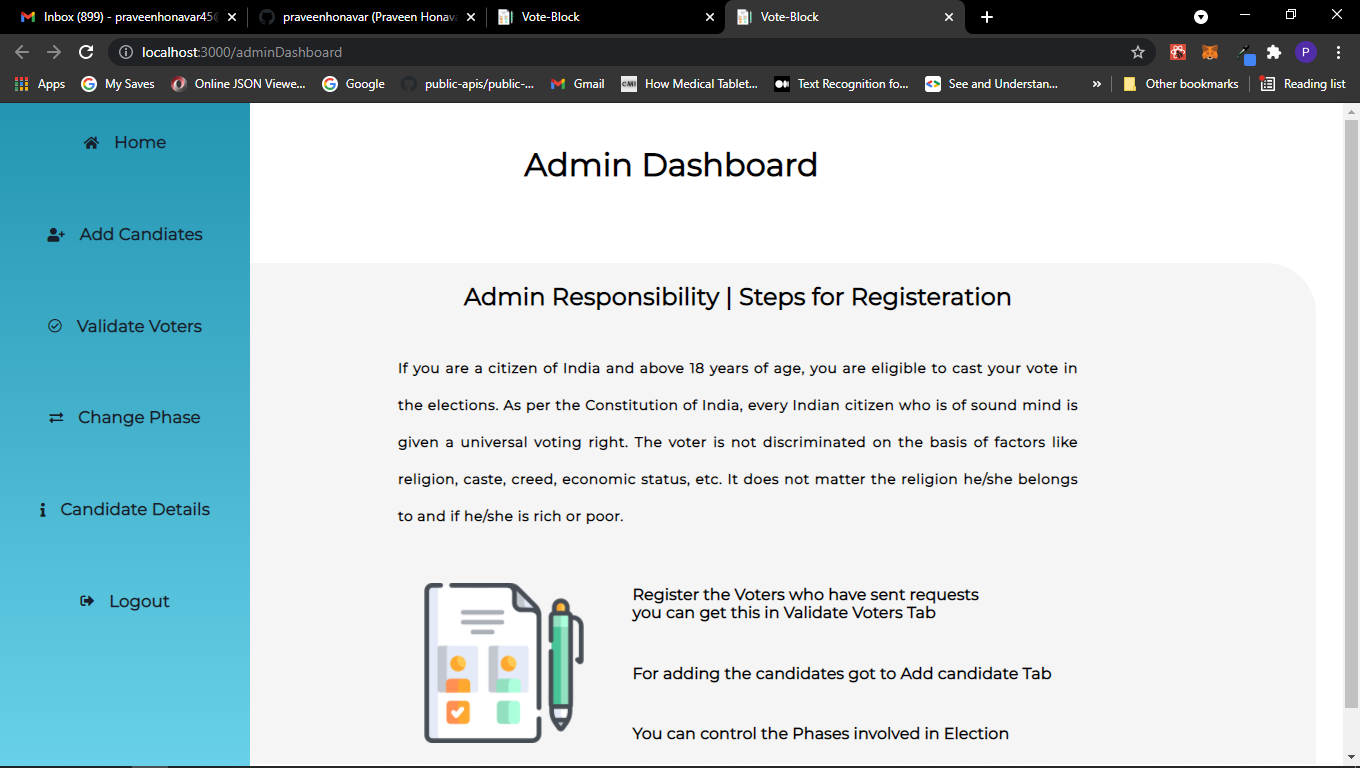 Inbox (899) - praveenhonavar45@
praveenhonavar (Praveen Honava
Vote-Block
Vote-Block
localhost:3000/adminDashboard
P
Apps
My Saves
Online JSON Viewe...
Google
public-apis/public-...
Gmail
CMI
How Medical Tablet...
Text Recognition fo...
See and Understan...
»
Other bookmarks
Reading list
Home
Add Candiates
Validate Voters
Change Phase
Candidate Details
Logout
Admin Dashboard
Admin Responsibility | Steps for Registeration
If you are a citizen of India and above 18 years of age, you are eligible to cast your vote in
the elections. As per the Constitution of India, every Indian citizen who is of sound mind is
given a universal voting right. The voter is not discriminated on the basis of factors like
religion, caste, creed, economic status, etc. It does not matter the religion he/she belongs
to and if he/she is rich or poor.
Register the Voters who have sent requests
you can get this in Validate Voters Tab
For adding the candidates got to Add candidate Tab
You can control the Phases involved in Election